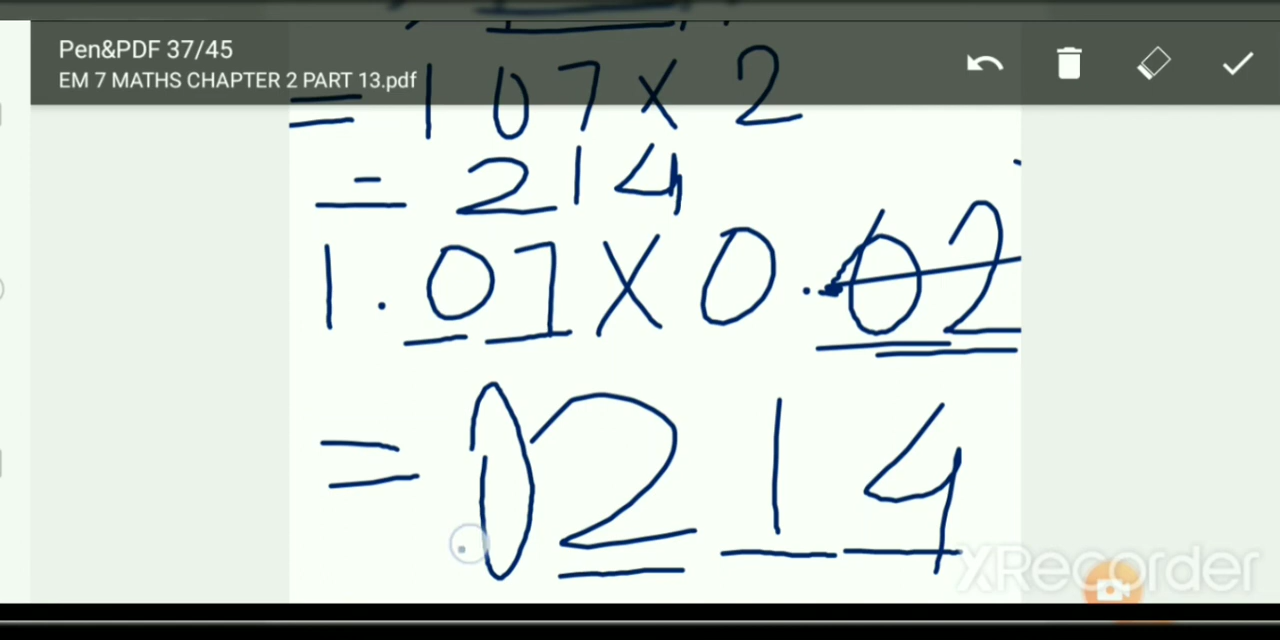 Pen&PDF 37/45
EM 7 MATHS CHAPTER 2 PART 13.pdf
= 107 X 2
= 214
1.07 X 0.02
= 0214
XRecorder